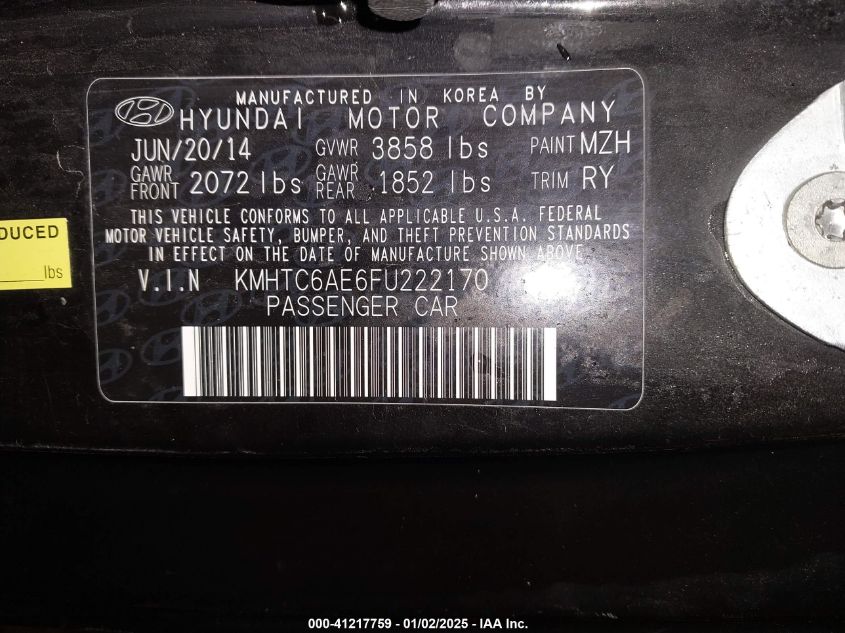 MANUFACTURED IN KOREA BY
HYUNDAI MOTOR COMPANY
JUN/20/14 GVWR 3858 lbs PAINT MZH
GAWR FRONT 2072 lbs GAWR REAR 1852 lbs TRIM RY
THIS VEHICLE CONFORMS TO ALL APPLICABLE U.S.A. FEDERAL
MOTOR VEHICLE SAFETY, BUMPER, AND THEFT PREVENTION STANDARDS
IN EFFECT ON THE DATE OF MANUFACTURE SHOWN ABOVE
V.I.N KMHTC6AE6FU222170
PASSENGER CAR
DUCED
lbs
000-41217759 - 01/02/2025 - IAA Inc.